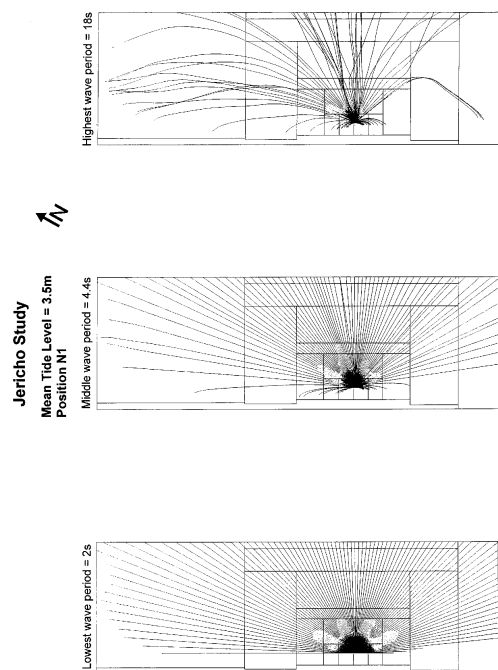 Jericho Study
Mean Tide Level = 3.5m
Position N1
Lowest wave period = 2s
Middle wave period = 4.4s
Highest wave period = 18s
N